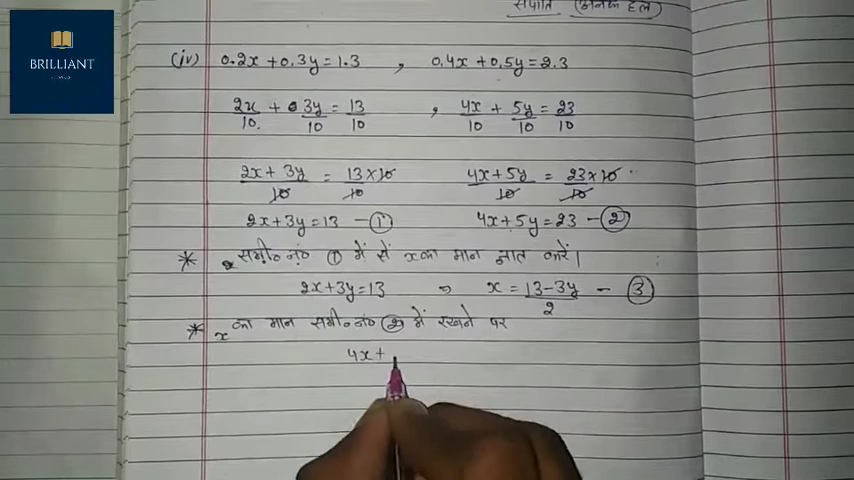 संपाति (अनेक हल)
BRILLIANT
(iv) 0.2x + 0.3y = 1.3 , 0.4x + 0.5y = 2.3
2x/10 + 3y/10 = 13/10 , 4x/10 + 5y/10 = 23/10
2x + 3y/10 = 13×10/10 4x + 5y/10 = 23×10/10
2x + 3y = 13 – ① 4x + 5y = 23 – ②
* समी० नं० ① में से x का मान ज्ञात करें।
2x + 3y = 13 ⇒ x = 13 – 3y/2 – ③
* x का मान समी० नं० ② में रखने पर
4x +